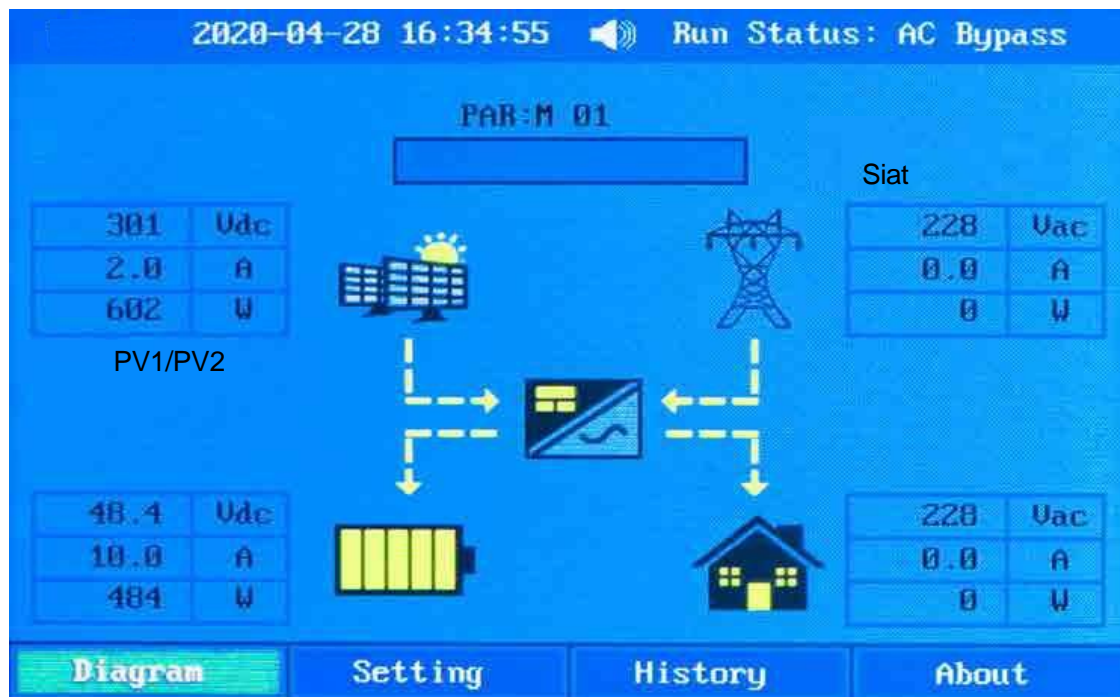 2020-04-28 16:34:55 Run Status: AC Bypass
PAR:M 01
Siat
301 Vdc
2.0 A
602 W
PV1/PV2
228 Vac
0.0 A
0 W
48.4 Vdc
10.0 A
484 W
228 Vac
0.0 A
0 W
Diagram Setting History About